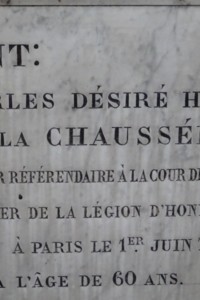 NT:
RLES DÉSIRÉ H
LA CHAUSSÉ
R RÉFÉRENDAIRE À LA COUR DE
ER DE LA LÉGION D'HON
À PARIS LE 1ER JUIN
A L'ÂGE DE 60 ANS.